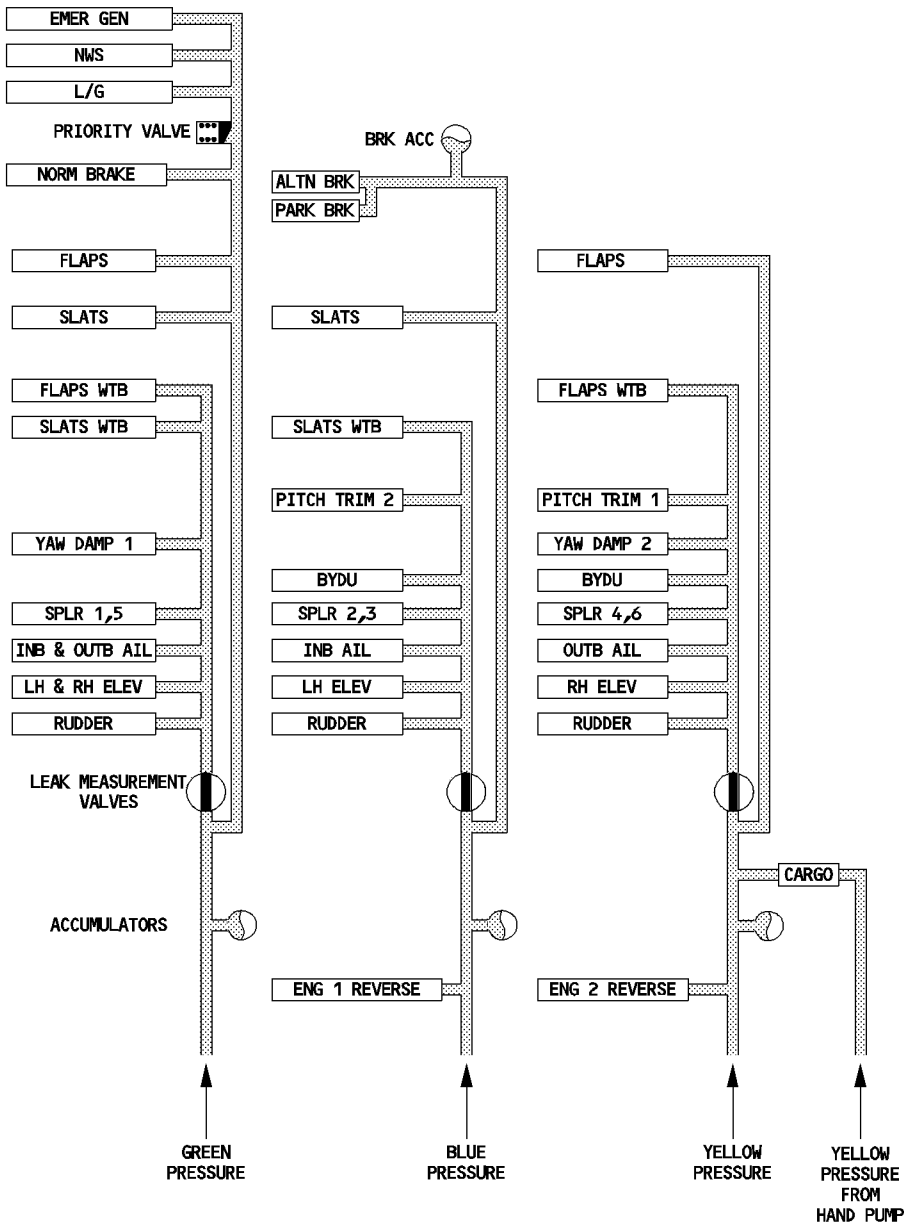 EMER GEN
NWS
L/G
PRIORITY VALVE
NORM BRAKE
FLAPS
SLATS
FLAPS WTB
SLATS WTB
YAW DAMP 1
SPLR 1,5
INB & OUTB AIL
LH & RH ELEV
RUDDER
LEAK MEASUREMENT
VALVES
ACCUMULATORS
GREEN
PRESSURE
BRK ACC
ALTN BRK
PARK BRK
SLATS
SLATS WTB
PITCH TRIM 2
BYDU
SPLR 2,3
INB AIL
LH ELEV
RUDDER
ENG 1 REVERSE
BLUE
PRESSURE
FLAPS
FLAPS WTB
PITCH TRIM 1
YAW DAMP 2
BYDU
SPLR 4,6
OUTB AIL
RH ELEV
RUDDER
CARGO
ENG 2 REVERSE
YELLOW
PRESSURE
YELLOW
PRESSURE
FROM
HAND PUMP